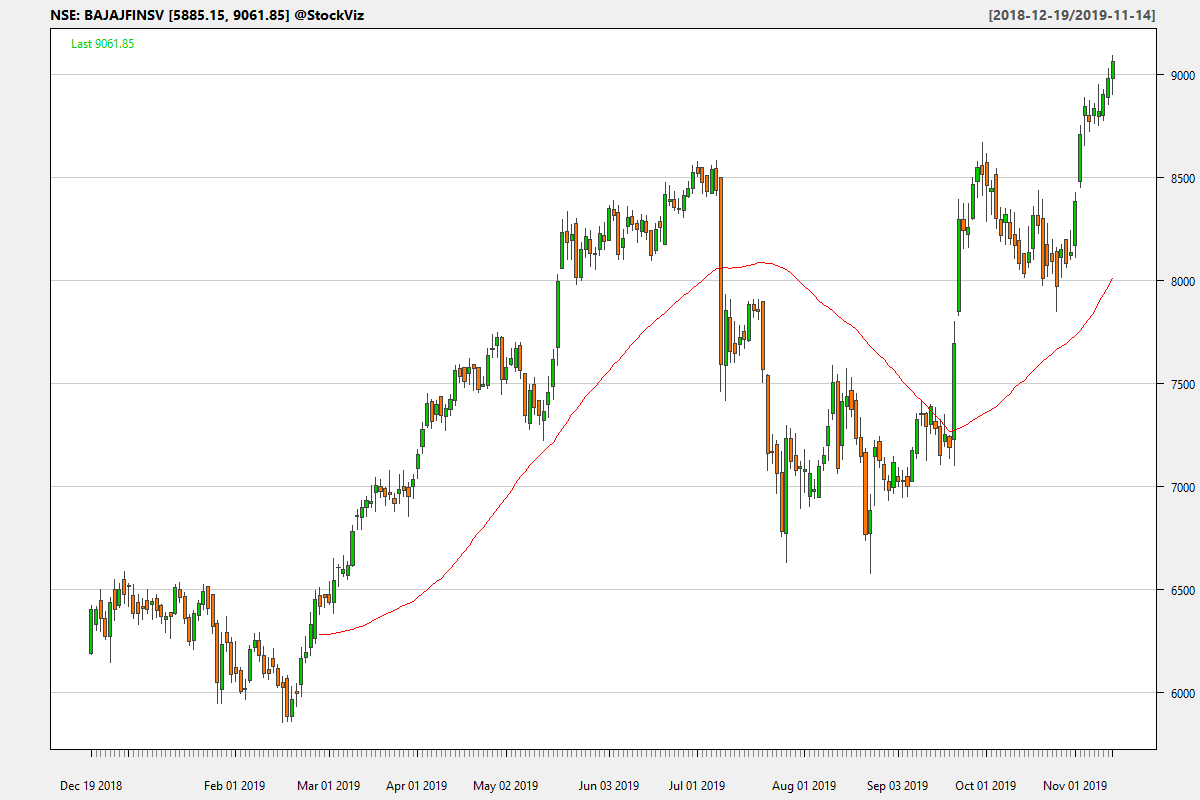 NSE: BAJAJFINSV [5885.15, 9061.85] @StockViz
[2018-12-19/2019-11-14]
Last 9061.85
9000
8500
8000
7500
7000
6500
6000
Dec 19 2018
Feb 01 2019
Mar 01 2019
Apr 01 2019
May 02 2019
Jun 03 2019
Jul 01 2019
Aug 01 2019
Sep 03 2019
Oct 01 2019
Nov 01 2019